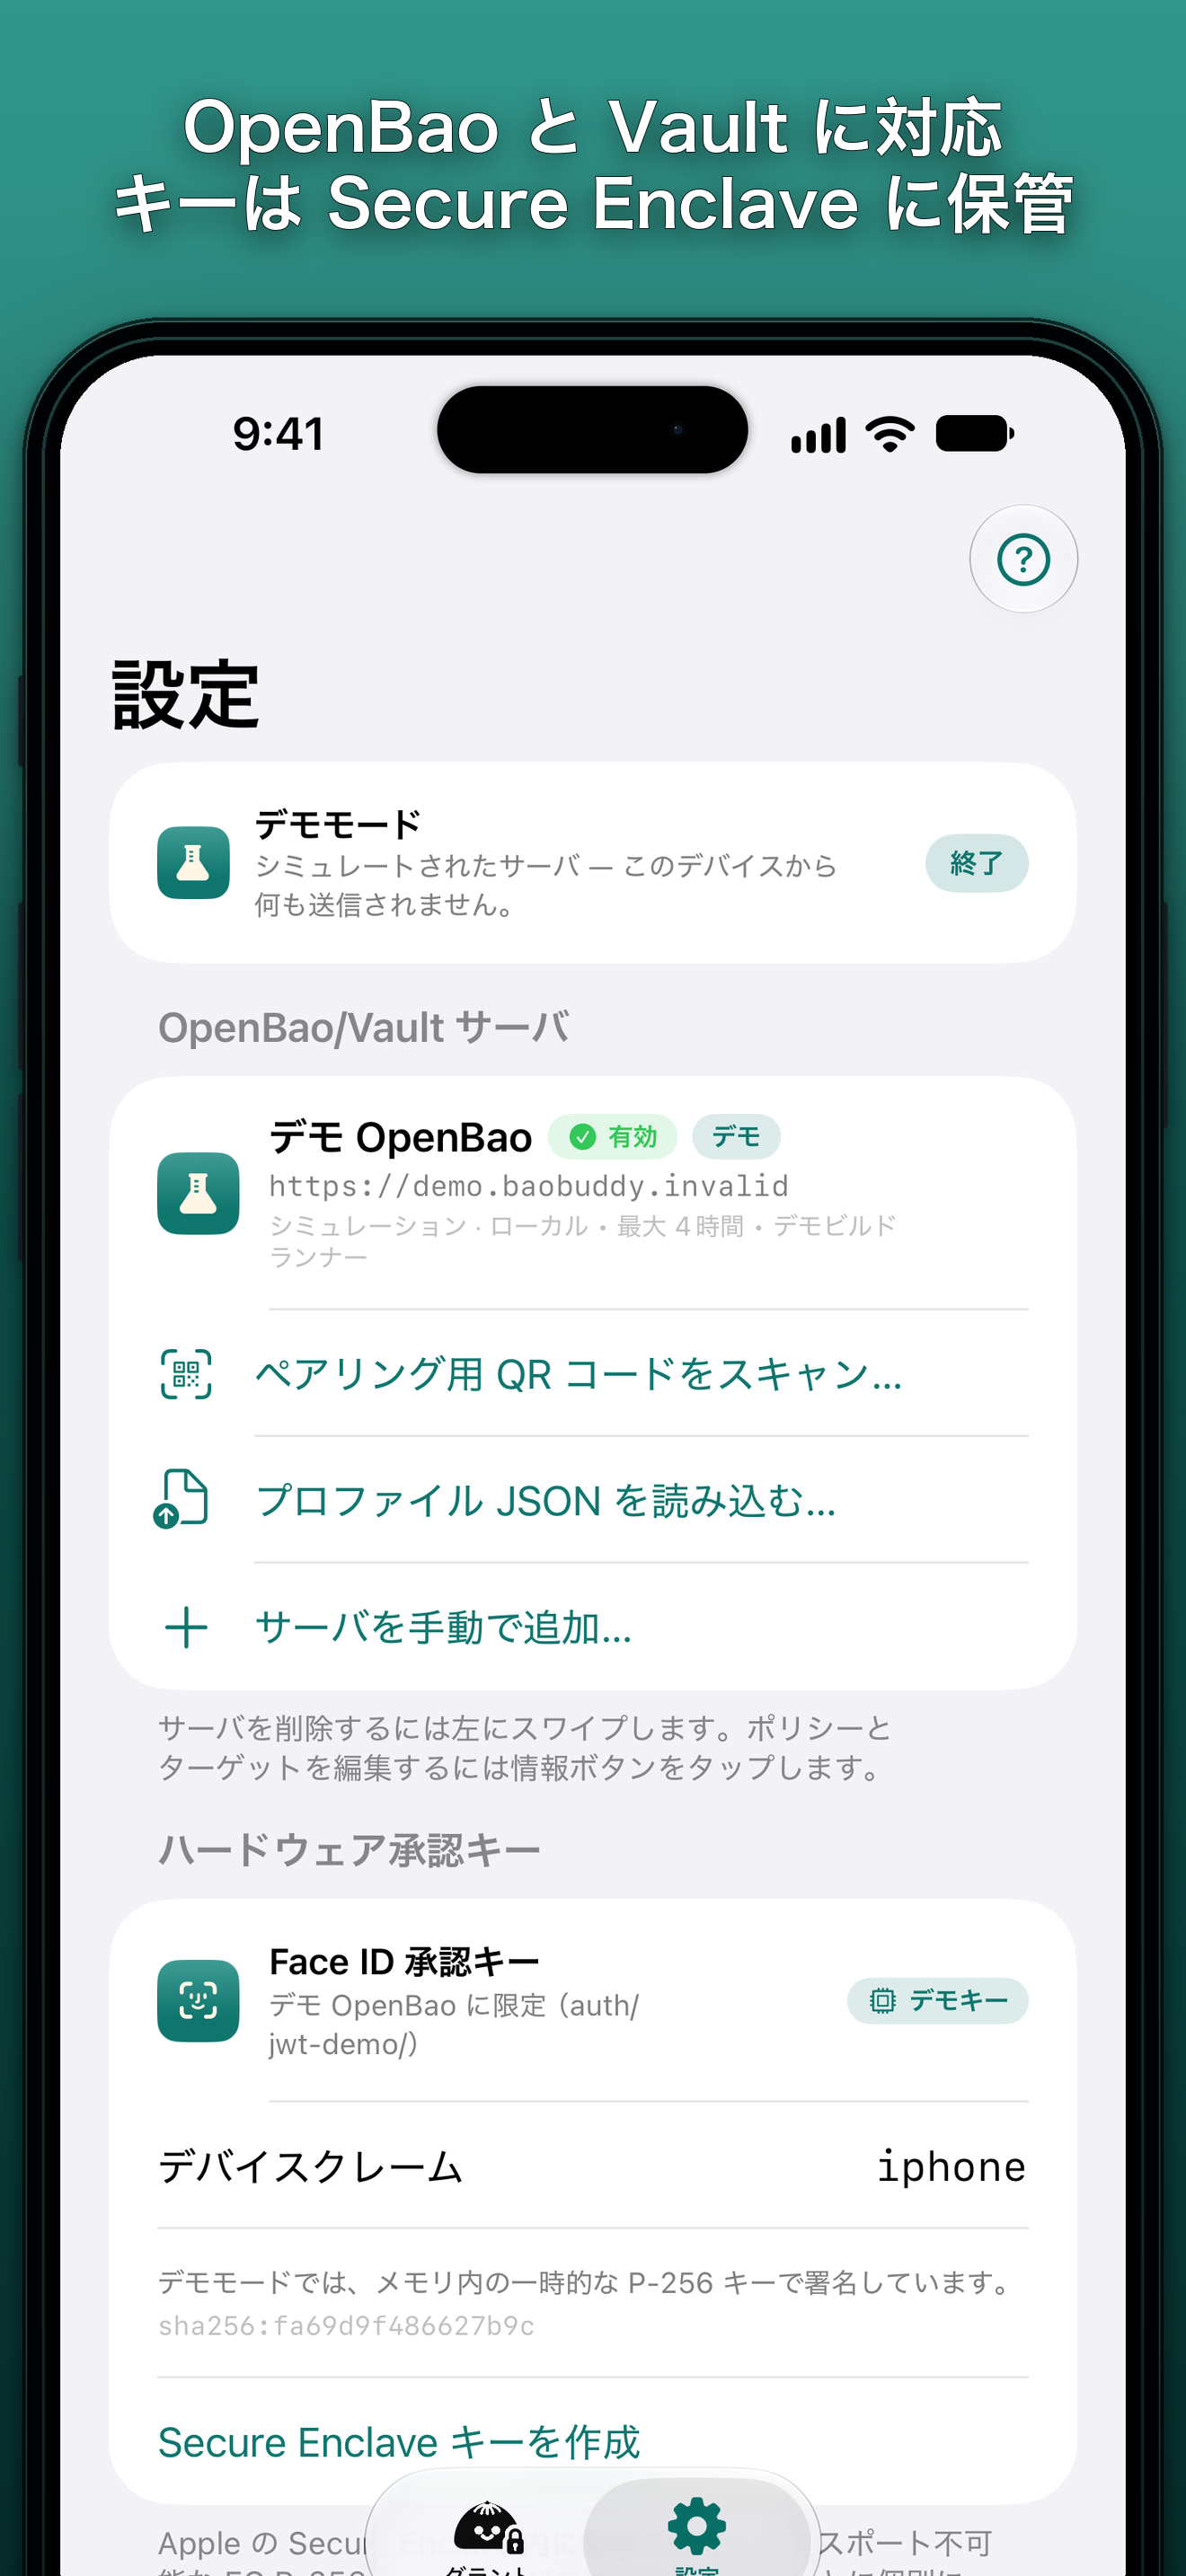 OpenBao と Vault に対応
キーは Secure Enclave に保管
9:41
設定
デモモード
シミュレートされたサーバ — このデバイスから
何も送信されません。
終了
OpenBao/Vault サーバ
デモ OpenBao 有効 デモ
https://demo.baobuddy.invalid
シミュレーション · ローカル • 最大 4 時間 • デモビルド
ランナー
ペアリング用 QR コードをスキャン...
プロファイル JSON を読み込む...
サーバを手動で追加...
サーバを削除するには左にスワイプします。ポリシーと
ターゲットを編集するには情報ボタンをタップします。
ハードウェア承認キー
Face ID 承認キー
デモ OpenBao に限定（auth/
jwt-demo/）
デモキー
デバイスクレーム iphone
デモモードでは、メモリ内の一時的な P-256 キーで署名しています。
sha256:fa69d9f486627b9c
Secure Enclave キーを作成
Apple の スポート不可
設定